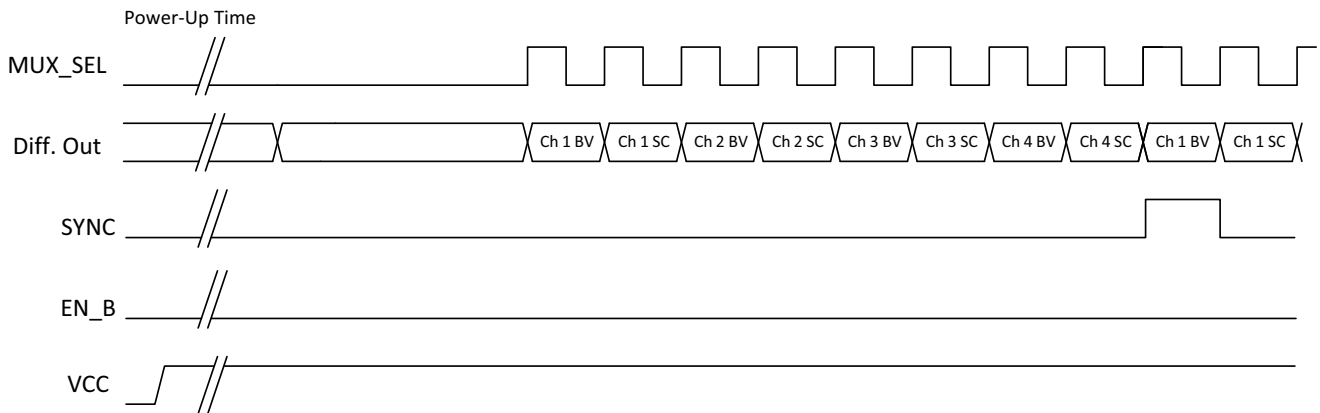 Power-Up Time
MUX_SEL
Diff. Out
Ch 1 BV
Ch 1 SC
Ch 2 BV
Ch 2 SC
Ch 3 BV
Ch 3 SC
Ch 4 BV
Ch 4 SC
Ch 1 BV
Ch 1 SC
SYNC
EN_B
VCC